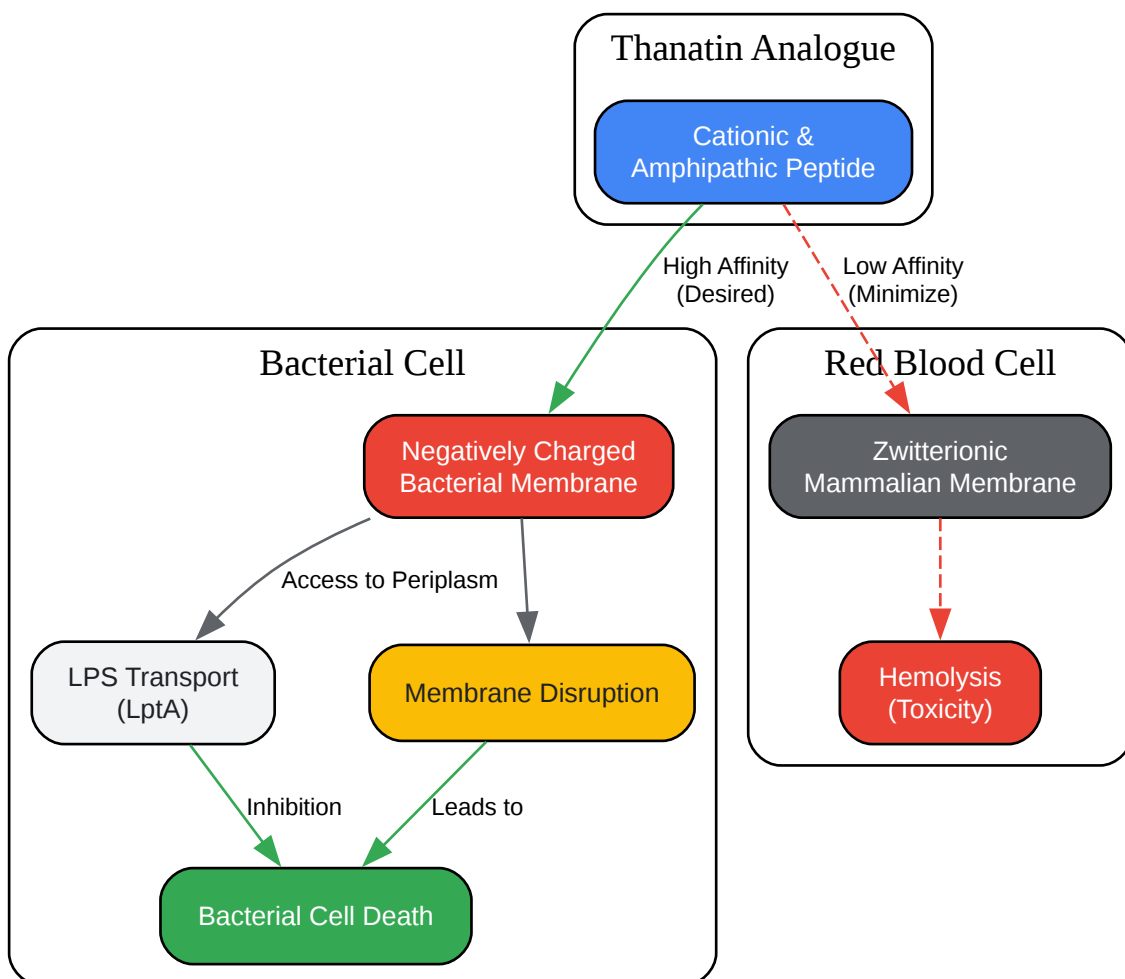 Thanatin Analogue
Cationic &
Amphipathic Peptide
High Affinity
(Desired)
Low Affinity
(Minimize)
Bacterial Cell
Red Blood Cell
Negatively Charged
Bacterial Membrane
Zwitterionic
Mammalian Membrane
Access to Periplasm
LPS Transport
(LptA)
Membrane Disruption
Hemolysis
(Toxicity)
Inhibition
Leads to
Bacterial Cell Death